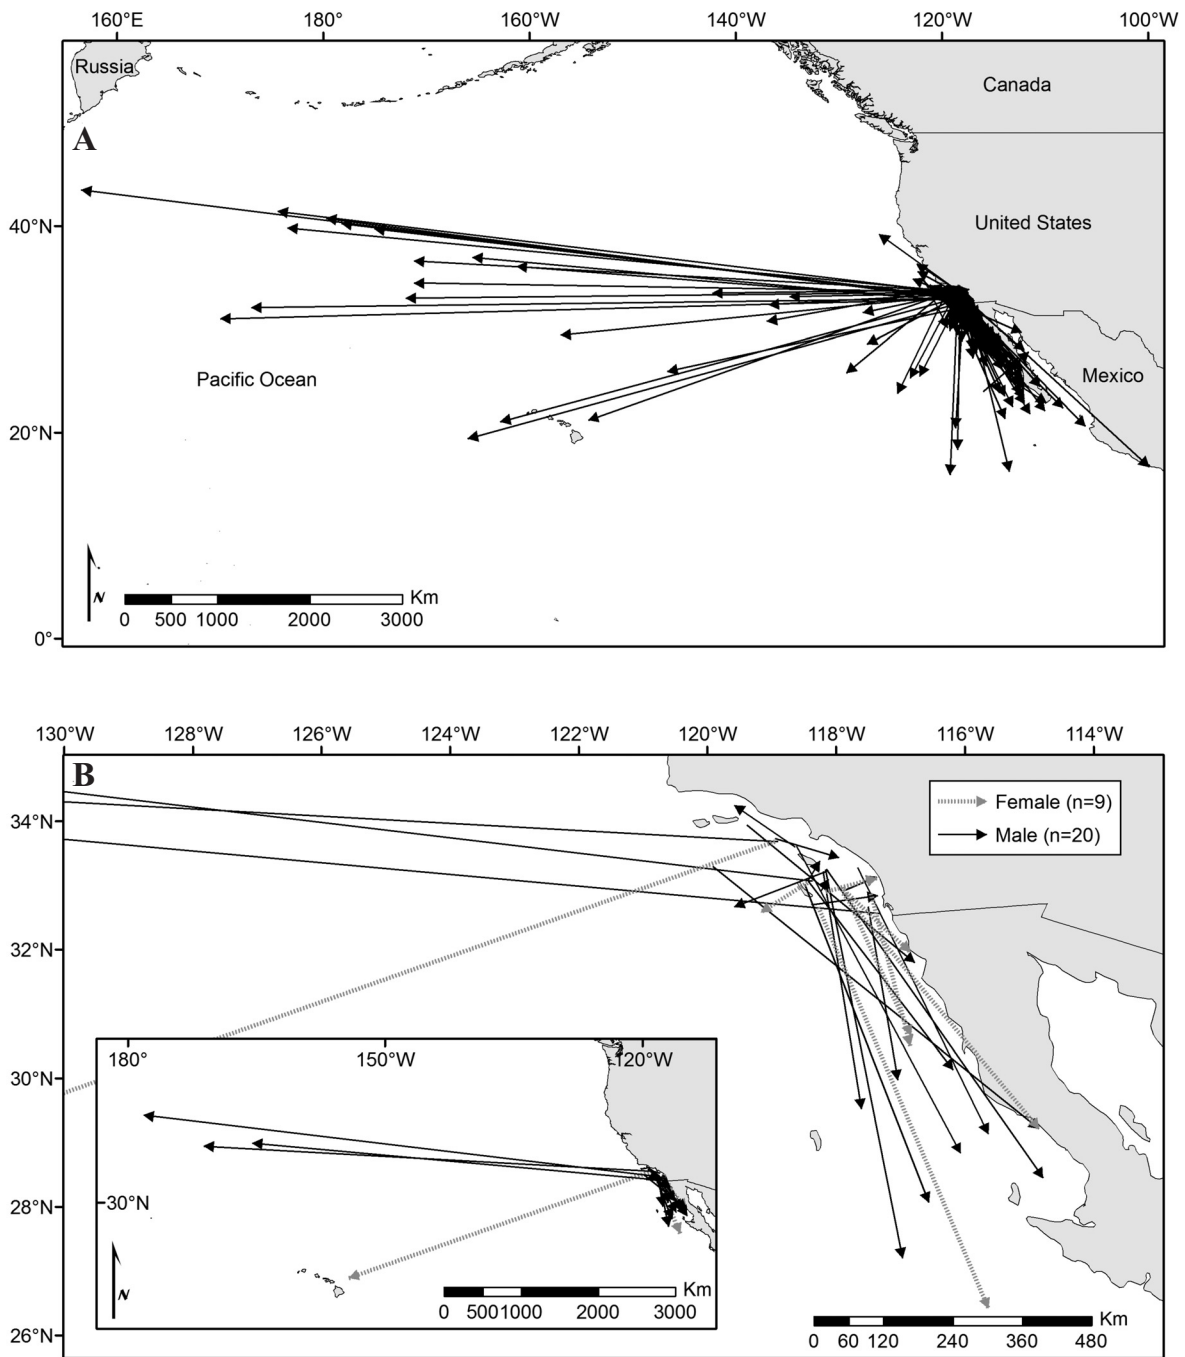 160°E 180° 160°W 140°W 120°W 100°W
Russia
Canada
A
40°N
United States
Pacific Ocean
Mexico
20°N
N
Km
0 500 1000 2000 3000
0°
130°W 128°W 126°W 124°W 122°W 120°W 118°W 116°W 114°W
B
Female (n=9)
34°N
Male (n=20)
32°N
30°N
180° 150°W 120°W
30°N
28°N
N
Km
0 500 1000 2000 3000
Km
0 60 120 240 360 480
26°N